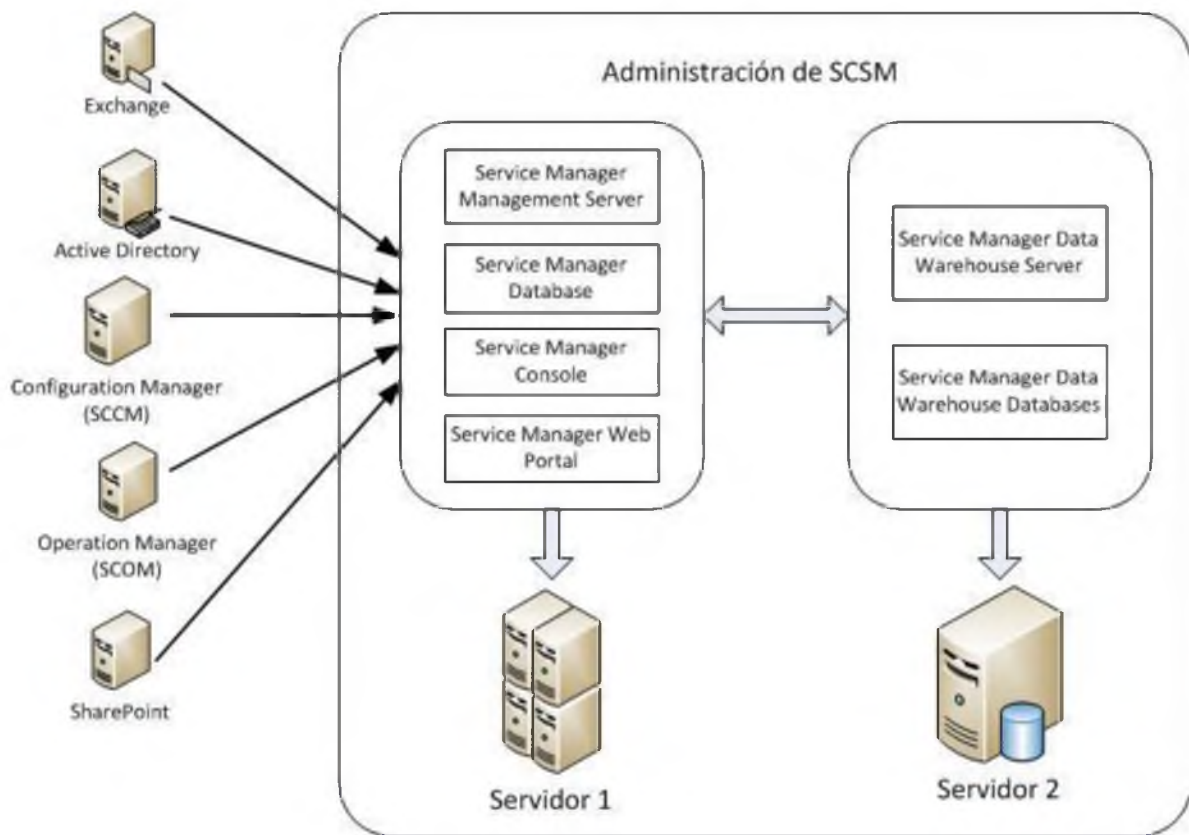 Administración de SCSM
Exchange
Active Directory
Configuration Manager
(SCCM)
Operation Manager
(SCOM)
SharePoint
Service Manager
Management Server
Service Manager
Database
Service Manager
Console
Service Manager Web
Portal
Service Manager Data
Warehouse Server
Service Manager Data
Warehouse Databases
Servidor 1
Servidor 2